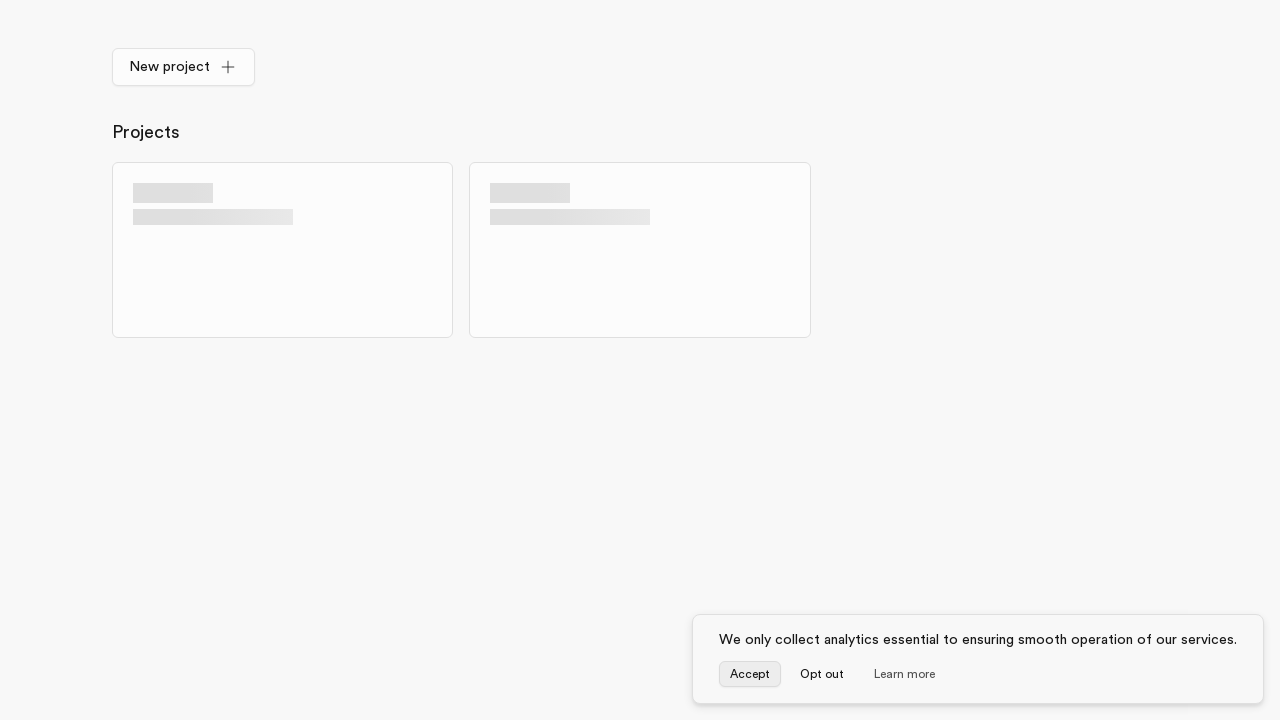 New project
Projects
We only collect analytics essential to ensuring smooth operation of our services.
Accept Opt out Learn more